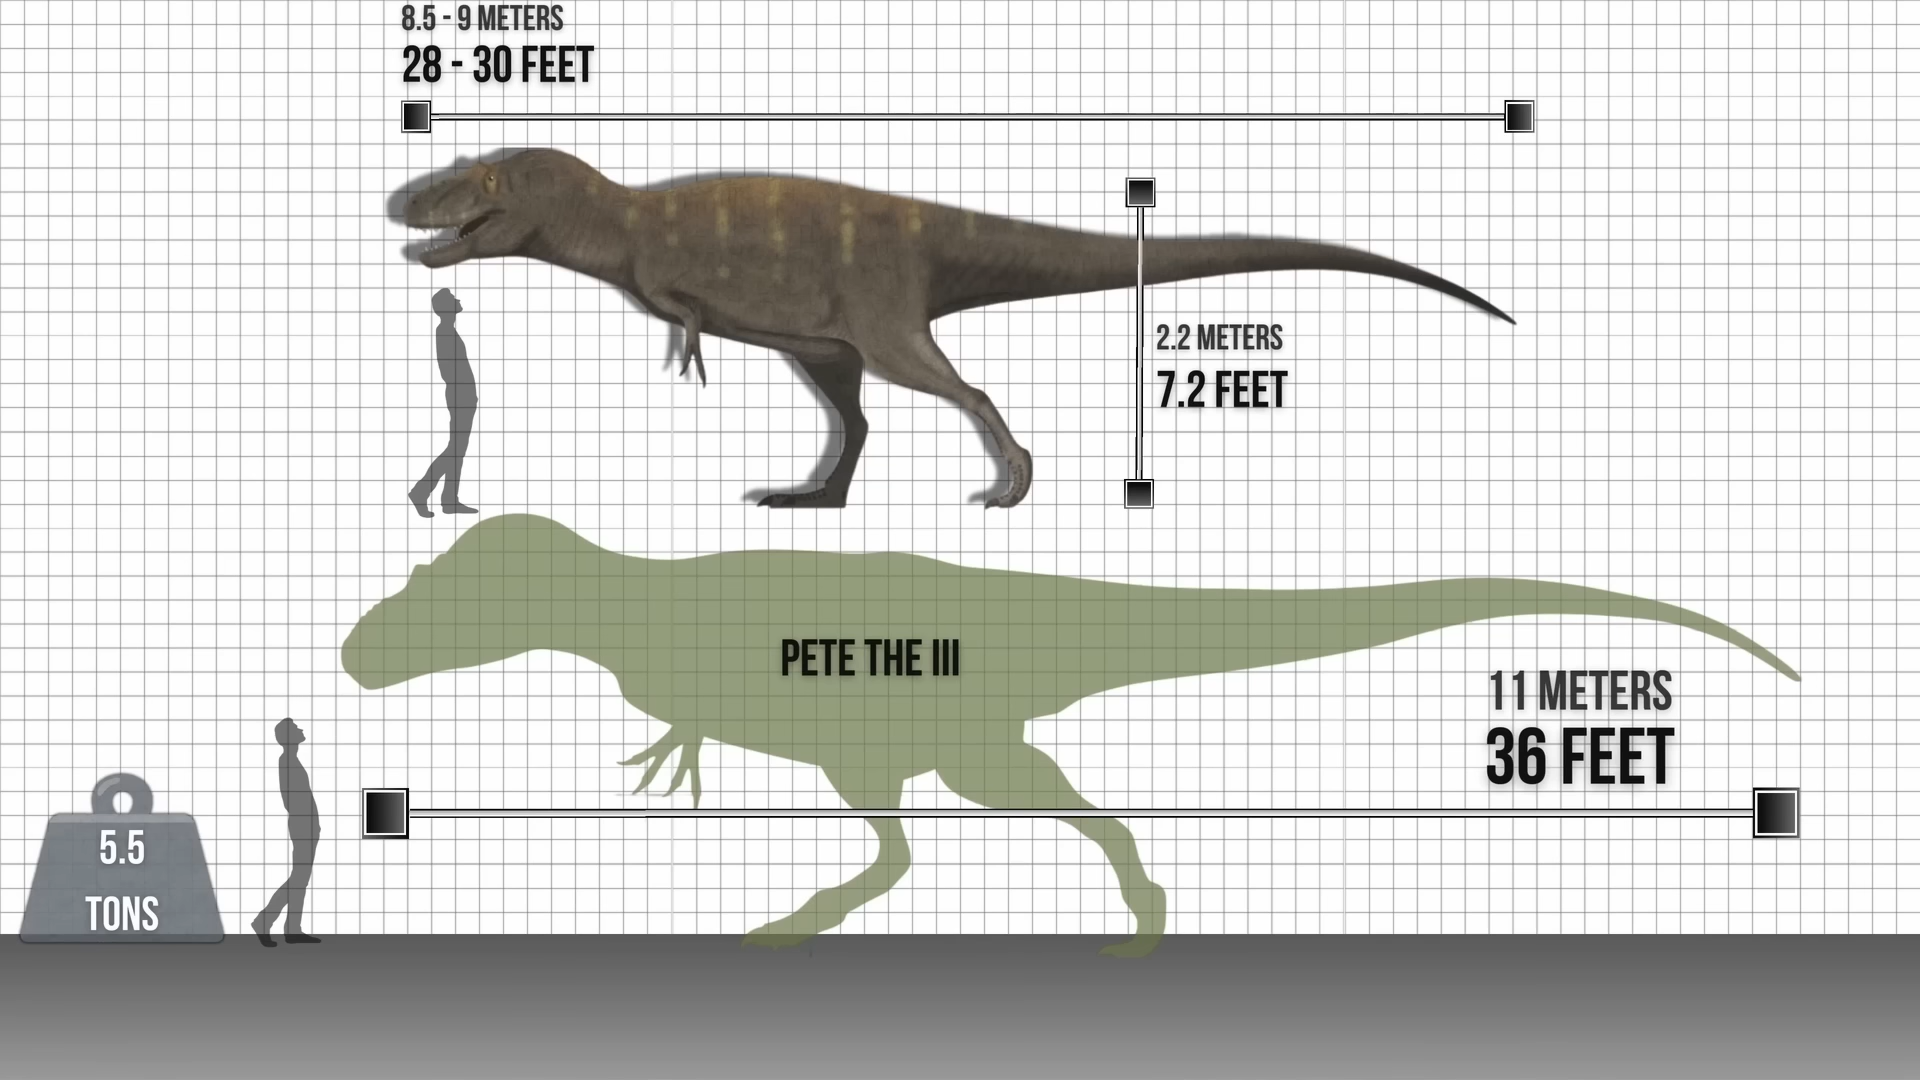 8.5 - 9 METERS
28 - 30 FEET
2.2 METERS
7.2 FEET
PETE THE III
11 METERS
36 FEET
5.5
TONS